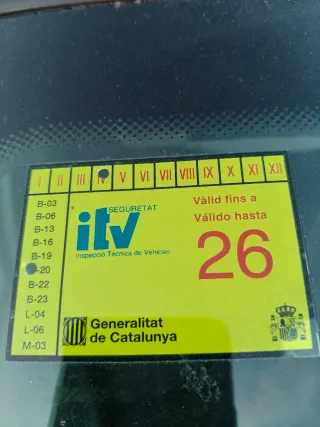 I II III IV V VI VII VIII IX X XI XII
B-03
B-06
B-13
B-16
B-19
B-20
B-22
B-23
L-04
L-06
M-03
SEGURETAT
itv
Inspecció Tècnica de Vehicles
Vàlid fins a
Válido hasta
26
Generalitat
de Catalunya